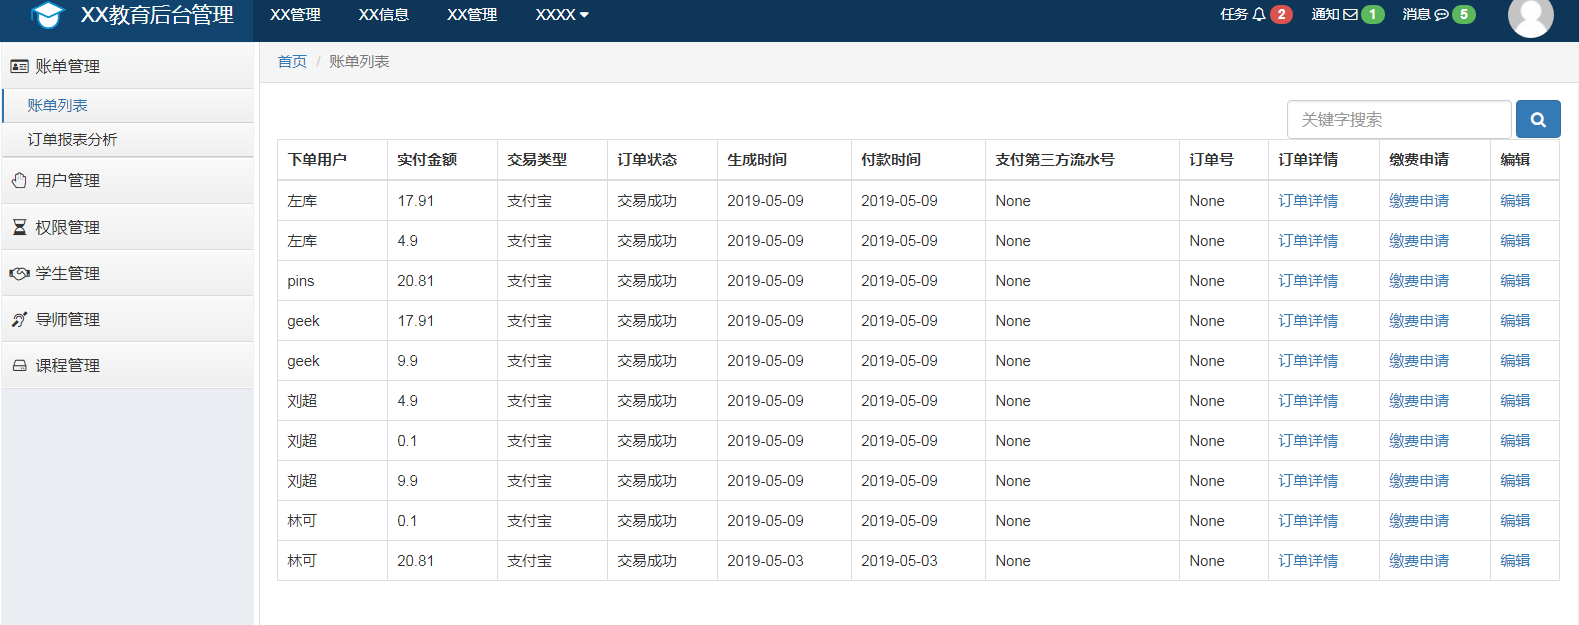 XX教育后台管理 XX管理 XX信息 XX管理 XXXX 任务 2 通知 1 消息 5
首页 / 账单列表
账单管理
账单列表
订单报表分析
用户管理
权限管理
学生管理
导师管理
课程管理
关键字搜索
下单用户 实付金额 交易类型 订单状态 生成时间 付款时间 支付第三方流水号 订单号 订单详情 缴费申请 编辑
左库 17.91 支付宝 交易成功 2019-05-09 2019-05-09 None None 订单详情 缴费申请 编辑
左库 4.9 支付宝 交易成功 2019-05-09 2019-05-09 None None 订单详情 缴费申请 编辑
pins 20.81 支付宝 交易成功 2019-05-09 2019-05-09 None None 订单详情 缴费申请 编辑
geek 17.91 支付宝 交易成功 2019-05-09 2019-05-09 None None 订单详情 缴费申请 编辑
geek 9.9 支付宝 交易成功 2019-05-09 2019-05-09 None None 订单详情 缴费申请 编辑
刘超 4.9 支付宝 交易成功 2019-05-09 2019-05-09 None None 订单详情 缴费申请 编辑
刘超 0.1 支付宝 交易成功 2019-05-09 2019-05-09 None None 订单详情 缴费申请 编辑
刘超 9.9 支付宝 交易成功 2019-05-09 2019-05-09 None None 订单详情 缴费申请 编辑
林可 0.1 支付宝 交易成功 2019-05-09 2019-05-09 None None 订单详情 缴费申请 编辑
林可 20.81 支付宝 交易成功 2019-05-03 2019-05-03 None None 订单详情 缴费申请 编辑